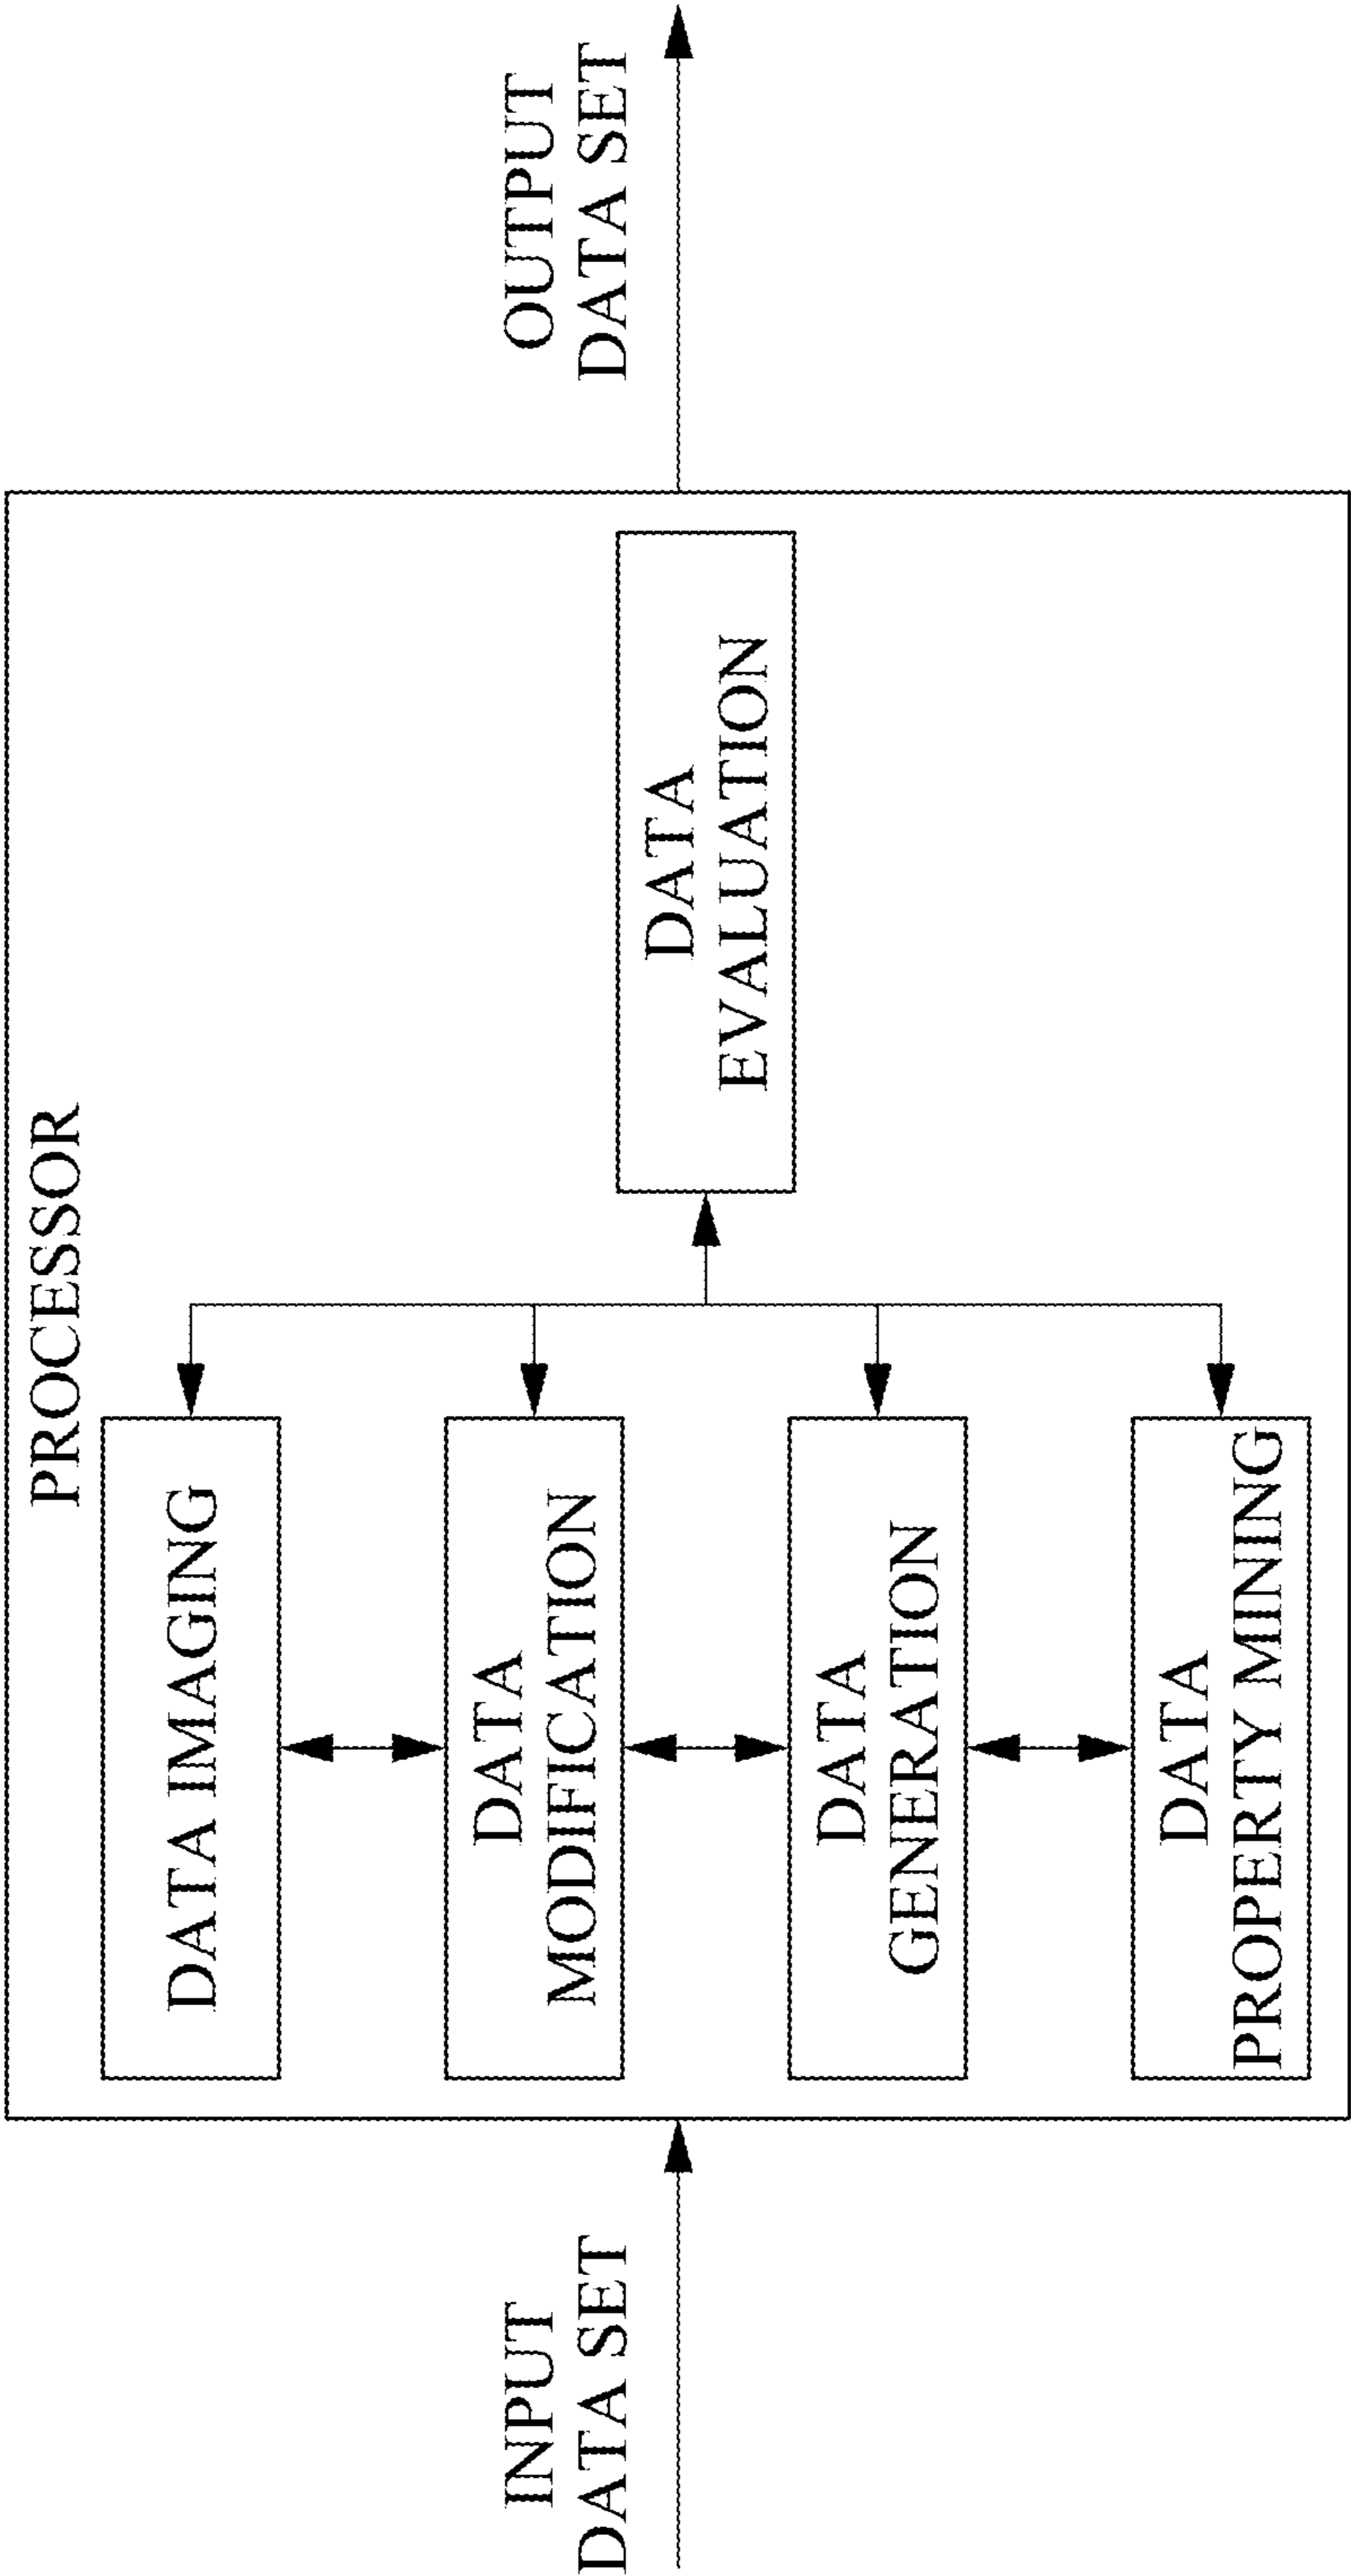 PROCESSOR
INPUT
DATA SET
DATA IMAGING
DATA
MODIFICATION
DATA
GENERATION
DATA
PROPERTY MINING
DATA
EVALUATION
OUTPUT
DATA SET